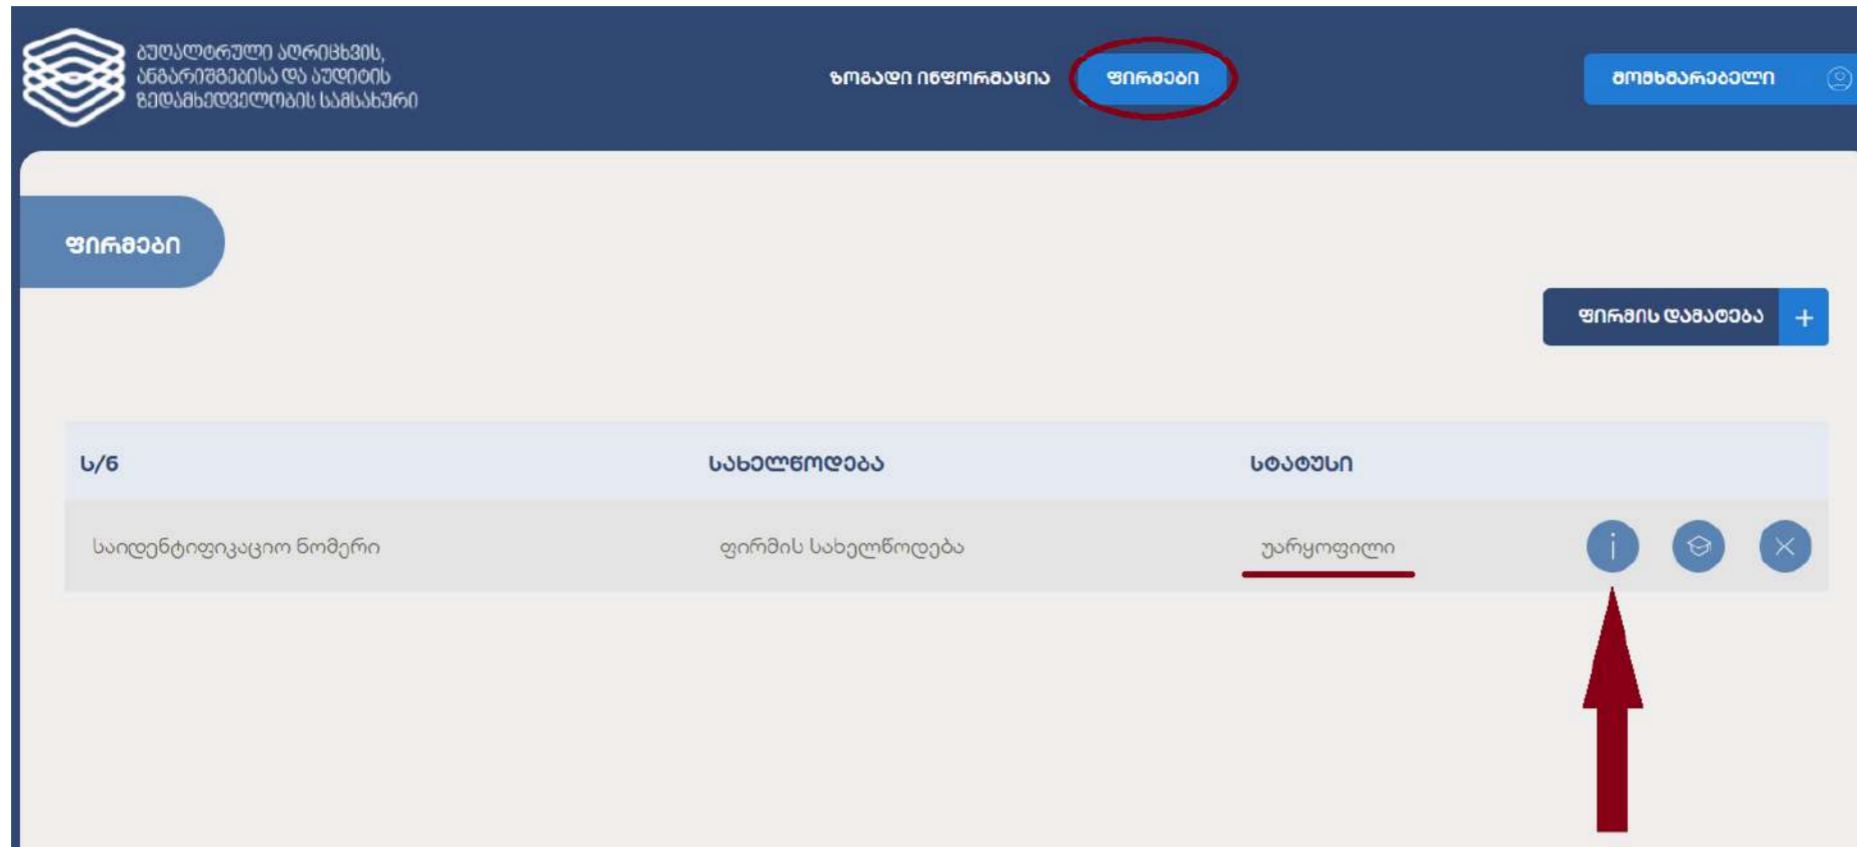 ბუღალტრული აღრიცხვის,
ანგარიშგებისა და აუდიტის
ზედამხედველობის სამსახური
ზოგადი ინფორმაცია
ფირმები
მომხმარებელი
ფირმები
ფირმის დამატება +
ს/ნ
სახელწოდება
სტატუსი
საიდენტიფიკაციო ნომერი
ფირმის სახელწოდება
უარყოფილი
i